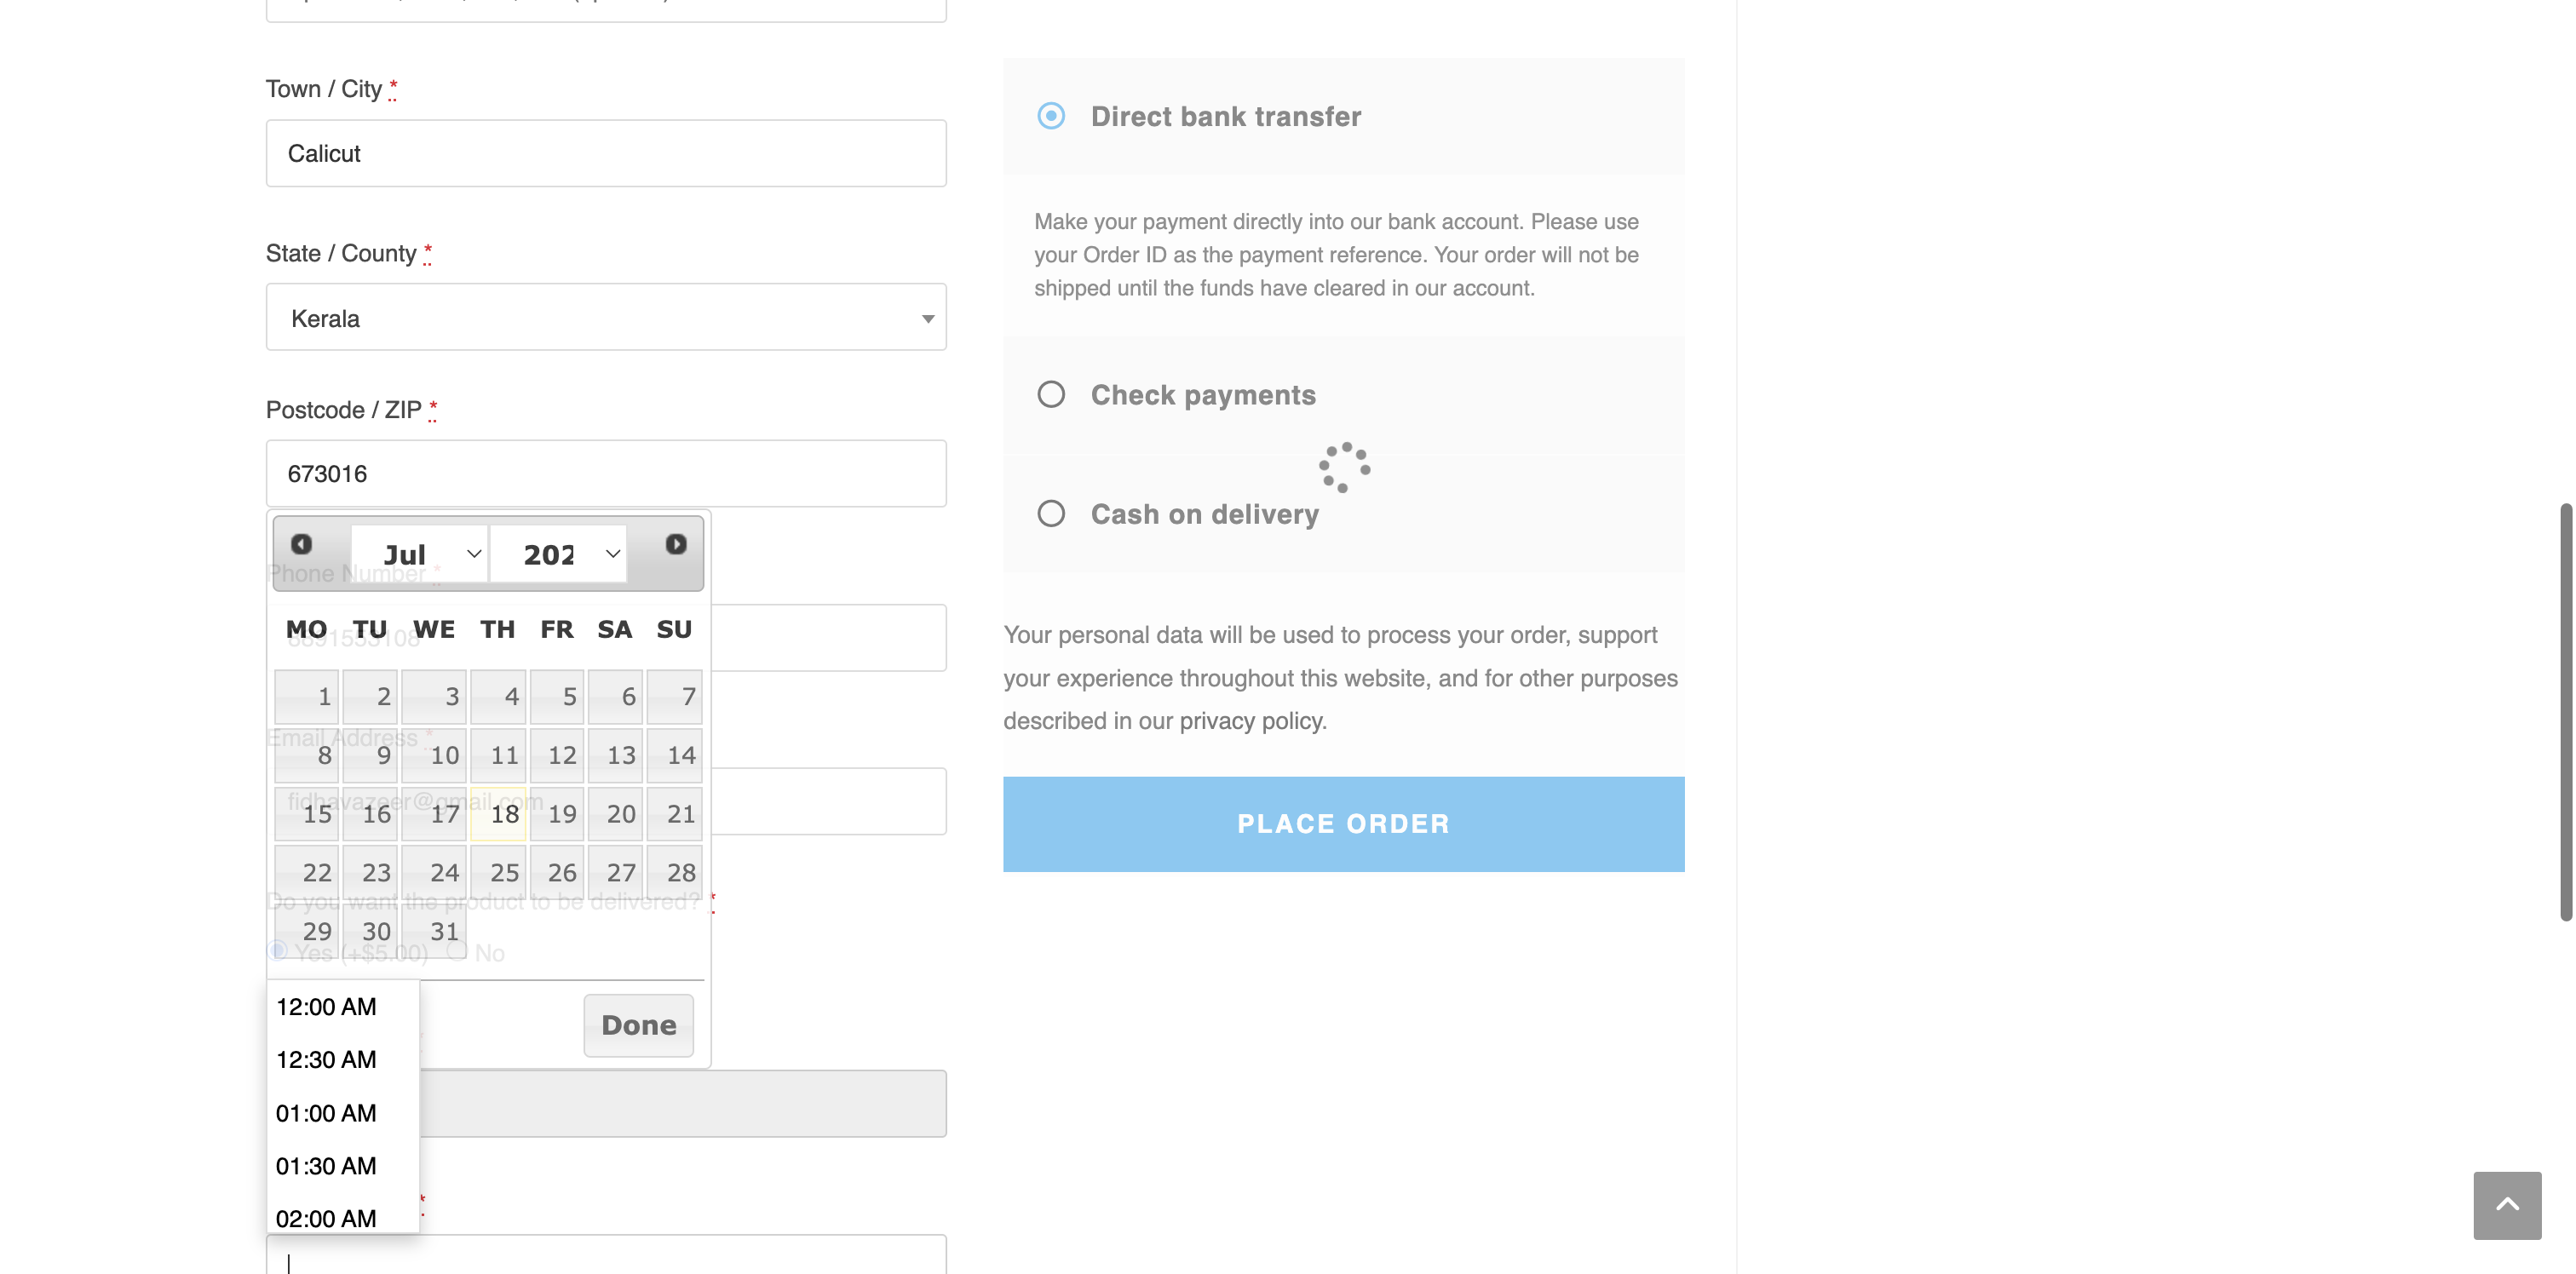 Town / City *
Calicut
State / County *
Kerala
Postcode / ZIP *
673016
Jul
202
Phone Number *
MO TU WE TH FR SA SU
1 2 3 4 5 6 7
Email Address *
8 9 10 11 12 13 14
fidhavazeer@gmail.com
15 16 17 18 19 20 21
22 23 24 25 26 27 28
Do you want the product to be delivered? *
29 30 31
Yes (+$5.00) No
12:00 AM
Done
12:30 AM
01:00 AM
01:30 AM
*
02:00 AM
Direct bank transfer
Make your payment directly into our bank account. Please use
your Order ID as the payment reference. Your order will not be
shipped until the funds have cleared in our account.
Check payments
Cash on delivery
Your personal data will be used to process your order, support
your experience throughout this website, and for other purposes
described in our privacy policy.
PLACE ORDER